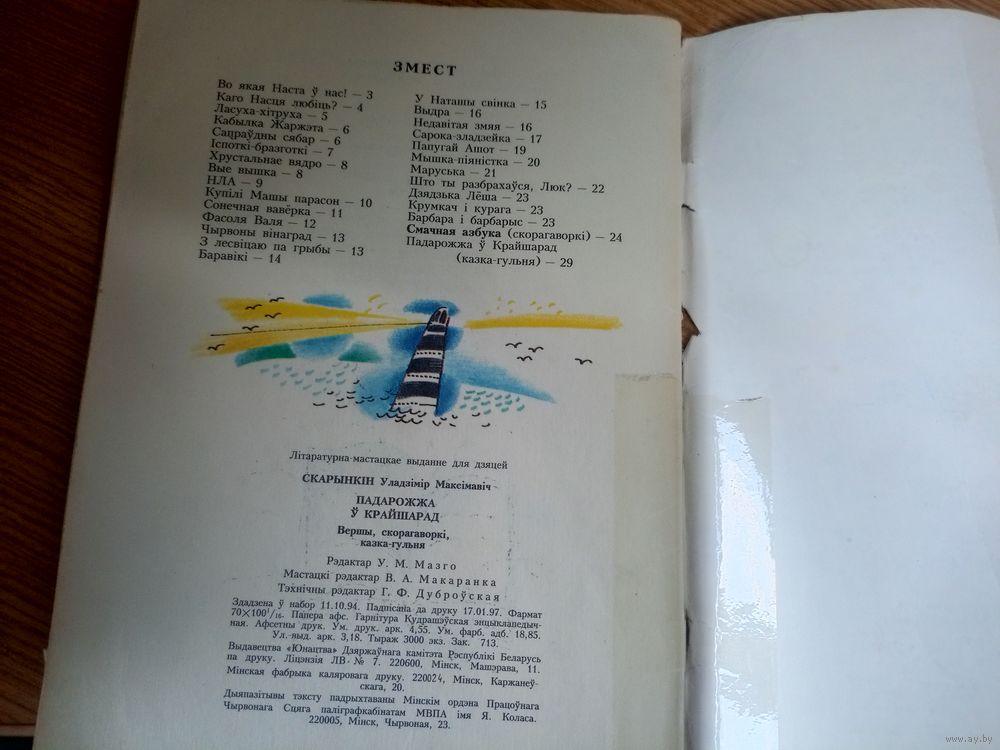 ЗМЕСТ
Во якая Наста ў нас! — 3
Каго Насця любіць? — 4
Ласуха-хітруха — 5
Кабылка Жаржэта — 6
Сапраўдны сябар — 6
Іспоткі-бразготкі — 7
Хрустальнае вядро — 8
Вые вышка — 8
НЛА — 9
Купілі Машы парасон — 10
Сонечная вавёрка — 11
Фасоля Валя — 12
Чырвоны вінаград — 13
З лесвіцаю па грыбы — 13
Баравікі — 14
У Наташы свінка — 15
Выдра — 16
Недавітая змяя — 16
Сарока-зладзейка — 17
Папугай Ашот — 19
Мышка-піяністка — 20
Маруська — 21
Што ты разбрахаўся, Люк? — 22
Дзядзька Лёша — 23
Крумкач і курага — 23
Барбара і барбарыс — 23
Смачная азбука (скорагаворкі) — 24
Падарожжа ў Крайшарад
(казка-гульня) — 29
Літаратурна-мастацкае выданне для дзяцей
СКАРЫНКІН Уладзімір Максімавіч
ПАДАРОЖЖА
Ў КРАЙШАРАД
Вершы, скорагаворкі,
казка-гульня
Рэдактар У. М. Мазго
Мастацкі рэдактар В. А. Макаранка
Тэхнічны рэдактар Г. Ф. Дуброўская
Здадзена ў набор 11.10.94. Падпісана да друку 17.01.97. Фармат
70×100¹/₁₆. Папера афс. Гарнітура Кудрашэўская энцыклапедыч-
ная. Афсетны друк. Ум. друк. арк. 4,55. Ум. фарб. адб. 18,85.
Ул.-выд. арк. 3,18. Тыраж 3000 экз. Зак. 713.
Выдавецтва «Юнацтва» Дзяржаўнага камітэта Рэспублікі Беларусь
па друку. Ліцэнзія ЛВ № 7. 220600, Мінск, Машэрава, 11.
Мінская фабрыка каляровага друку. 220024, Мінск, Каржанеў-
скага, 20.
Дыяпазітывы тэксту падрыхтаваны Мінскім ордэна Працоўнага
Чырвонага Сцяга паліграфкабінатам МВПА імя Я. Коласа.
220005, Мінск, Чырвоная, 23.
www.ay.by